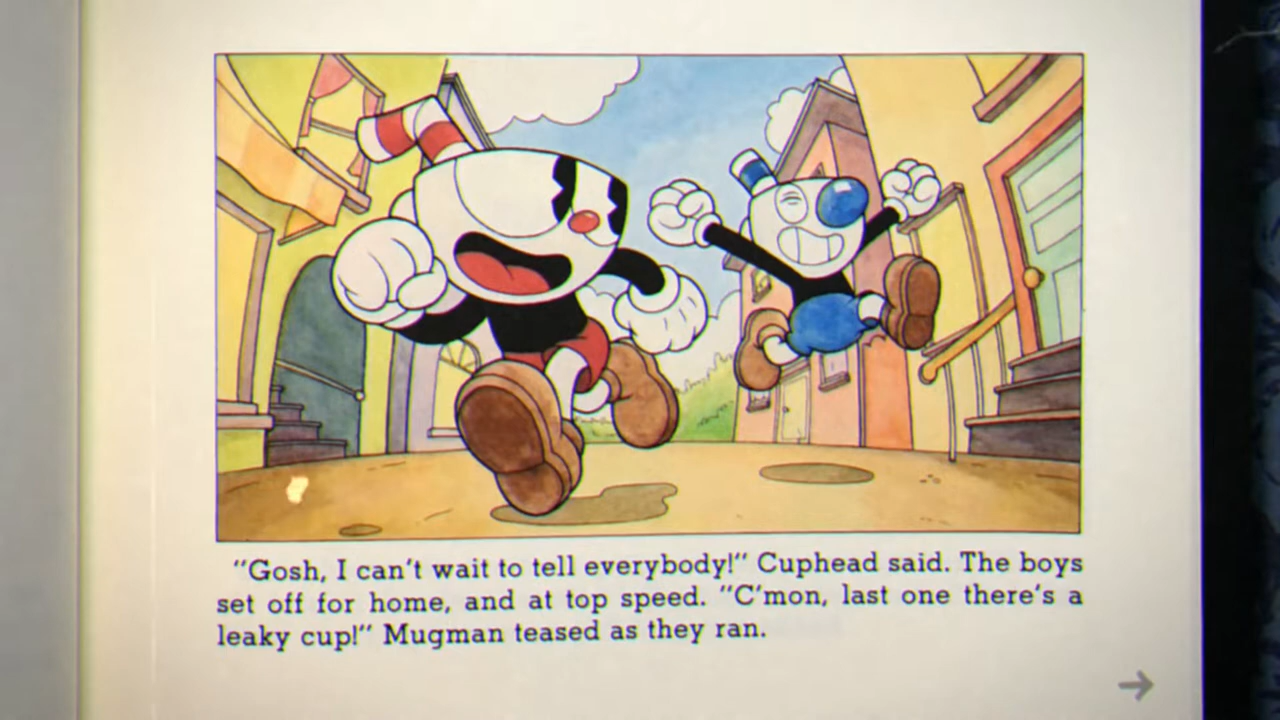 “Gosh, I can’t wait to tell everybody!” Cuphead said. The boys
set off for home, and at top speed. “C’mon, last one there’s a
leaky cup!” Mugman teased as they ran.